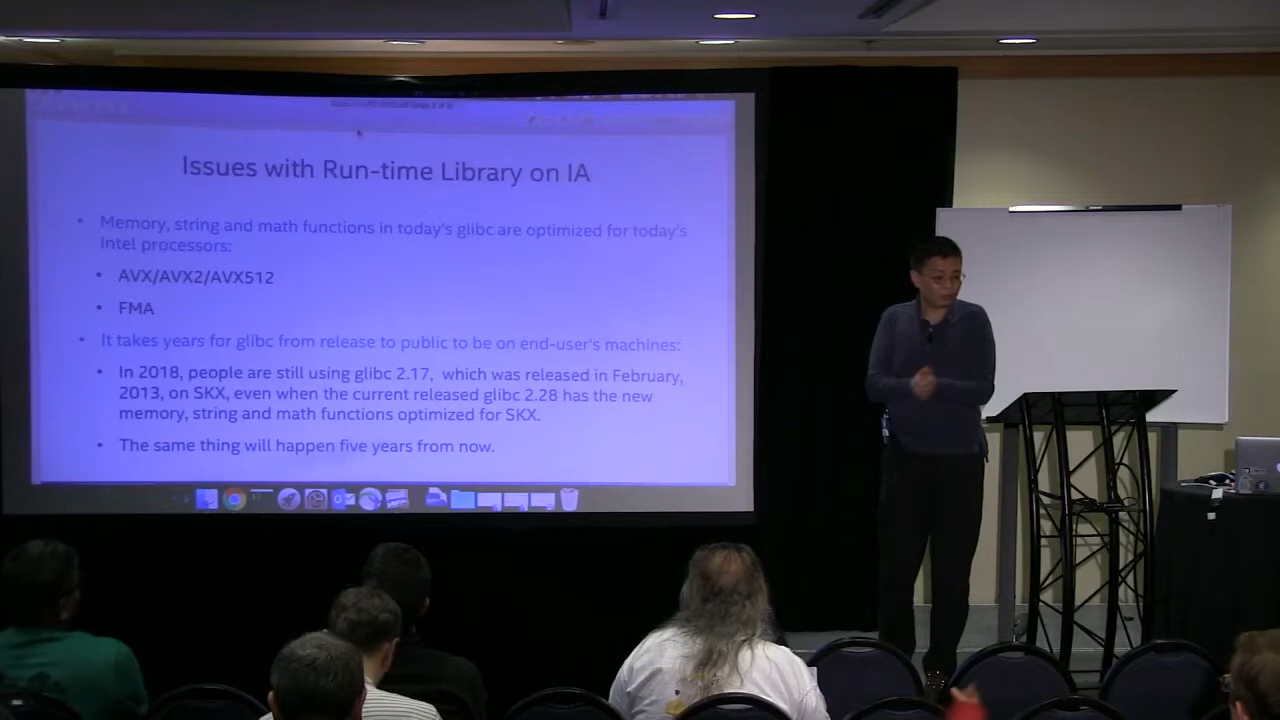 Issues with Run-time Library on IA
• Memory, string and math functions in today's glibc are optimized for today's
Intel processors:
• AVX/AVX2/AVX512
• FMA
• It takes years for glibc from release to public to be on end-user's machines:
• In 2018, people are still using glibc 2.17, which was released in February,
2013, on SKX, even when the current released glibc 2.28 has the new
memory, string and math functions optimized for SKX.
• The same thing will happen five years from now.